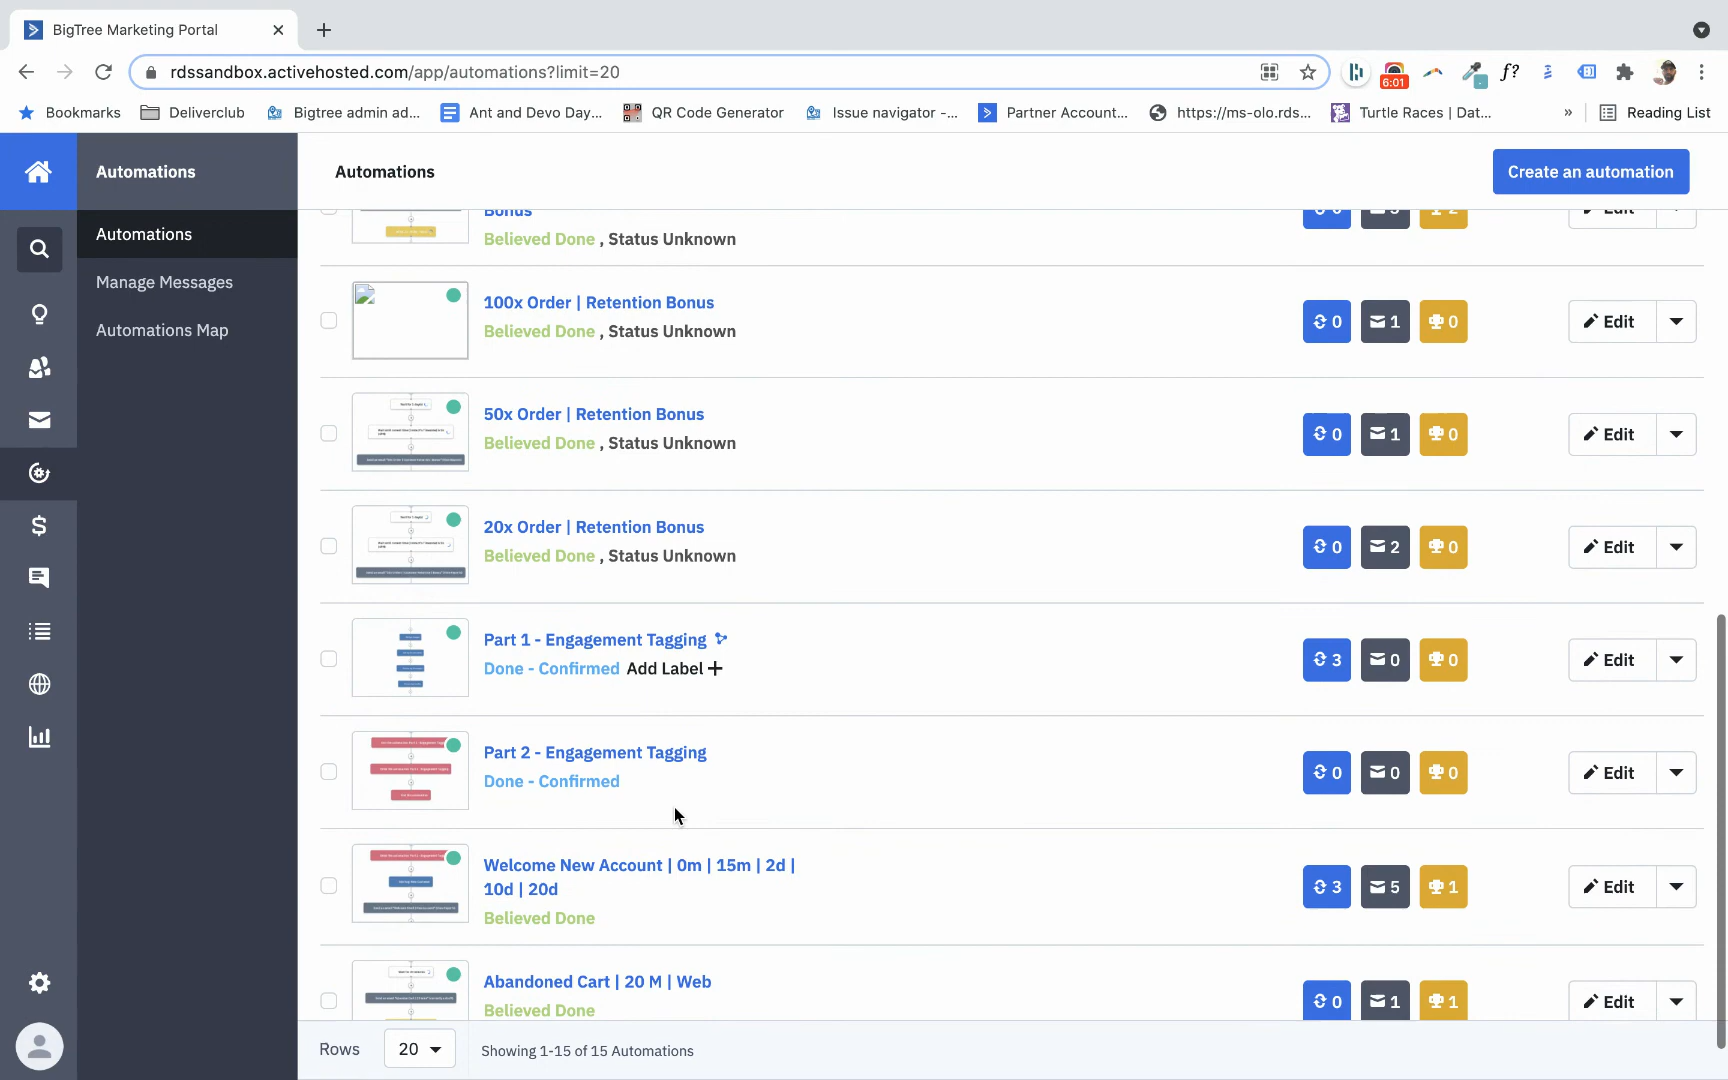 BigTree Marketing Portal
rdssandbox.activehosted.com/app/automations?limit=20
6:01
f?
Bookmarks
Deliverclub
Bigtree admin ad...
Ant and Devo Day...
QR Code Generator
Issue navigator -...
Partner Account...
https://ms-olo.rds...
Turtle Races | Dat...
»
Reading List
Automations
Automations
Manage Messages
Automations Map
Automations
Create an automation
Bonus
Believed Done , Status Unknown
Edit
100x Order | Retention Bonus
Believed Done , Status Unknown
0 1 0
Edit
50x Order | Retention Bonus
Believed Done , Status Unknown
0 1 0
Edit
20x Order | Retention Bonus
Believed Done , Status Unknown
0 2 0
Edit
Part 1 - Engagement Tagging
Done - Confirmed Add Label +
3 0 0
Edit
Part 2 - Engagement Tagging
Done - Confirmed
0 0 0
Edit
Welcome New Account | 0m | 15m | 2d |
10d | 20d
Believed Done
3 5 1
Edit
Abandoned Cart | 20 M | Web
Believed Done
0 1 1
Edit
Rows
20
Showing 1-15 of 15 Automations